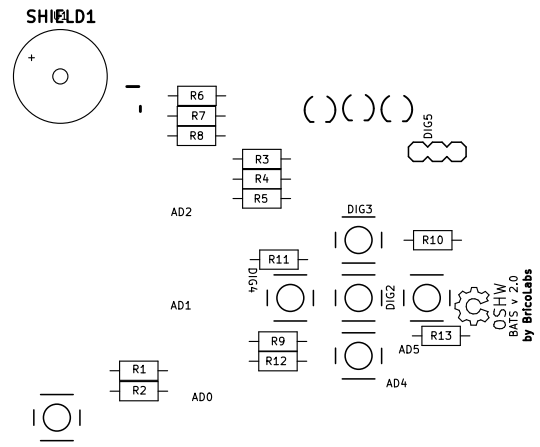 SHIELD1
+
R6
R7
R8
DIG5
R3
R4
R5
AD2
DIG3
R10
R11
DIG4
DIG2
AD1
OSHW
BATS v 2.0
by BricoLabs
R13
R9
AD5
R12
R1
AD4
R2
AD0